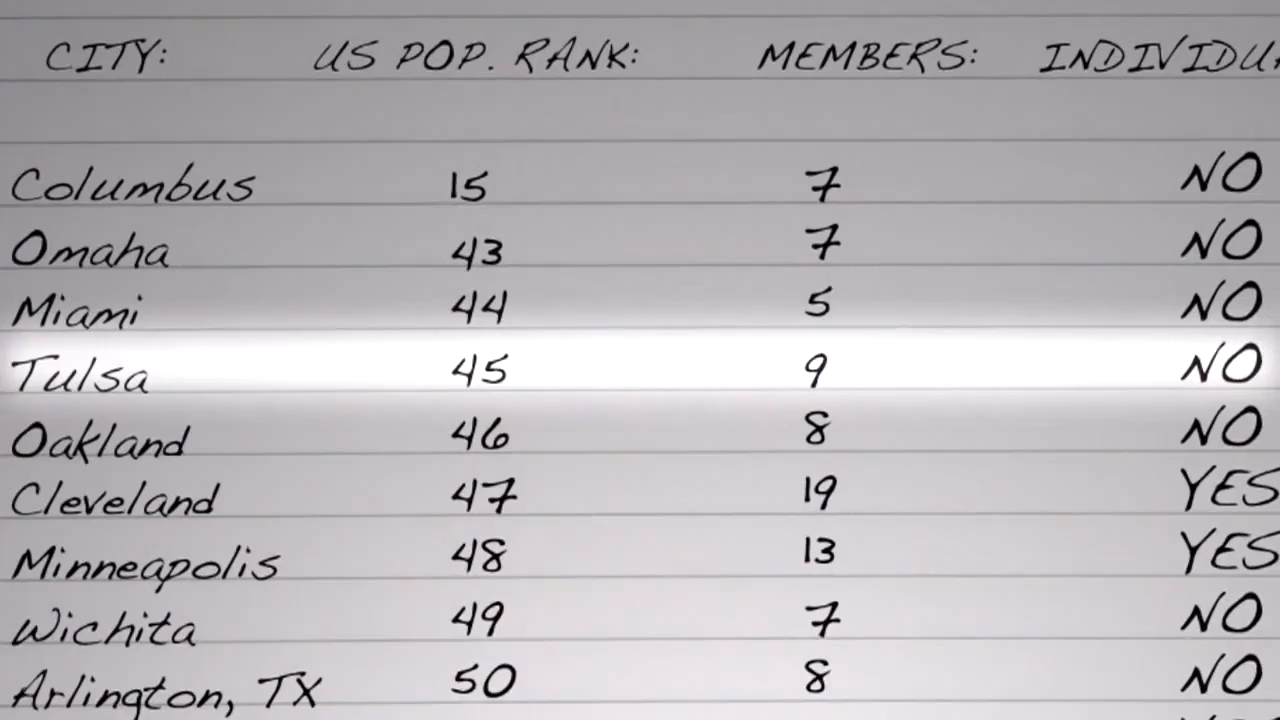 CITY: US POP. RANK: MEMBERS: INDIVIDU
Columbus 15 7 NO
Omaha 43 7 NO
Miami 44 5 NO
Tulsa 45 9 NO
Oakland 46 8 NO
Cleveland 47 19 YES
Minneapolis 48 13 YES
Wichita 49 7 NO
Arlington, TX 50 8 NO